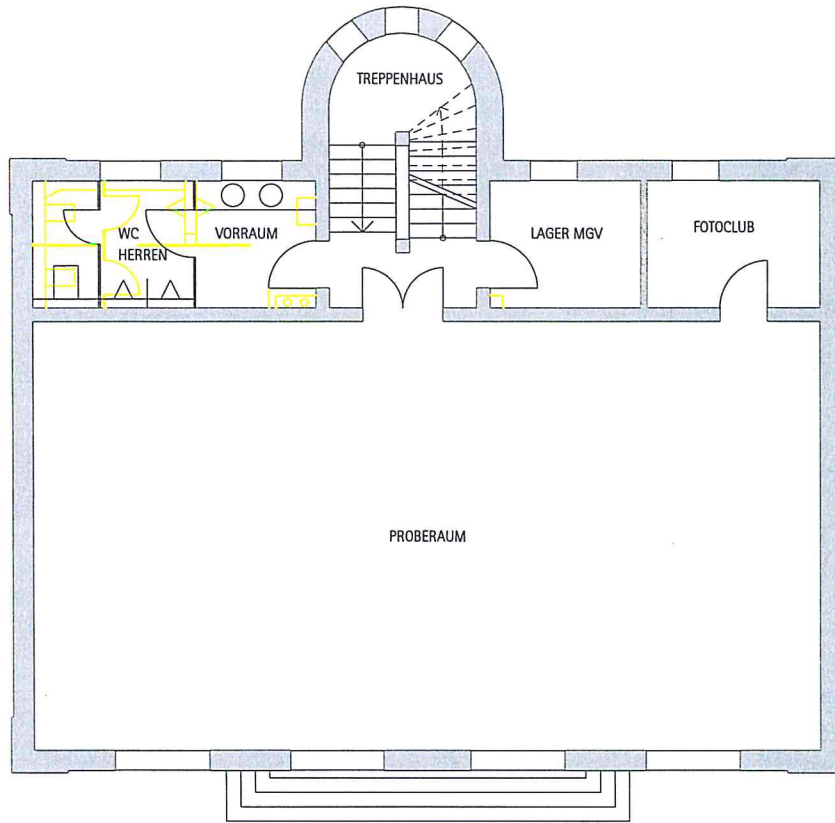 TREPPENHAUS
WC
HERREN
VORRAUM
LAGER MGV
FOTOCLUB
PROBERAUM